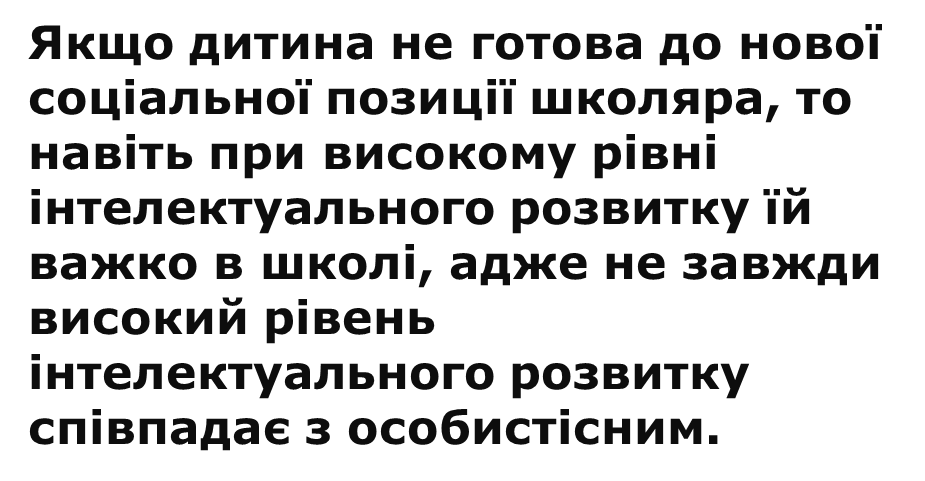 Якщо дитина не готова до нової
соціальної позиції школяра, то
навіть при високому рівні
інтелектуального розвитку їй
важко в школі, адже не завжди
високий рівень
інтелектуального розвитку
співпадає з особистісним.